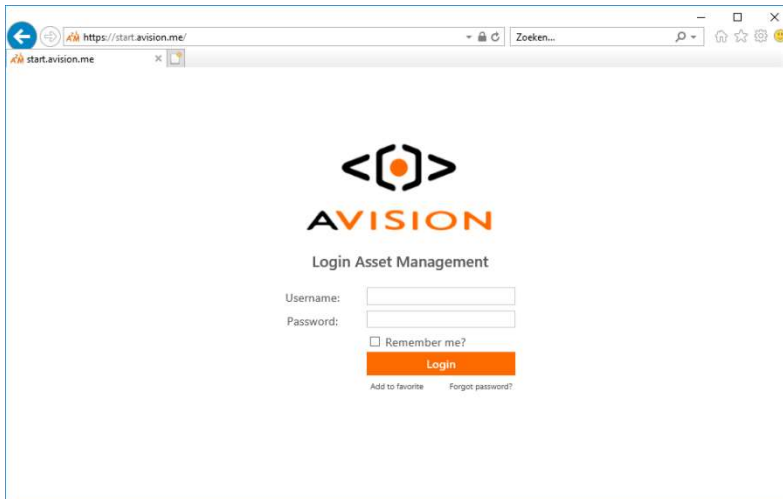 https://start.avision.me/ Zoeken...
start.avision.me
AVISION
Login Asset Management
Username:
Password:
Remember me?
Login
Add to favorite Forgot password?